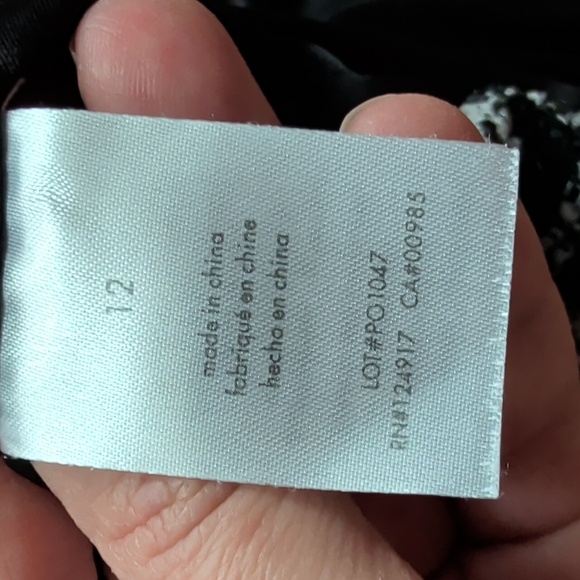 12
made in china
fabriqué en chine
hecho en china
LOT#PO1047
RN#124917 CA#00985